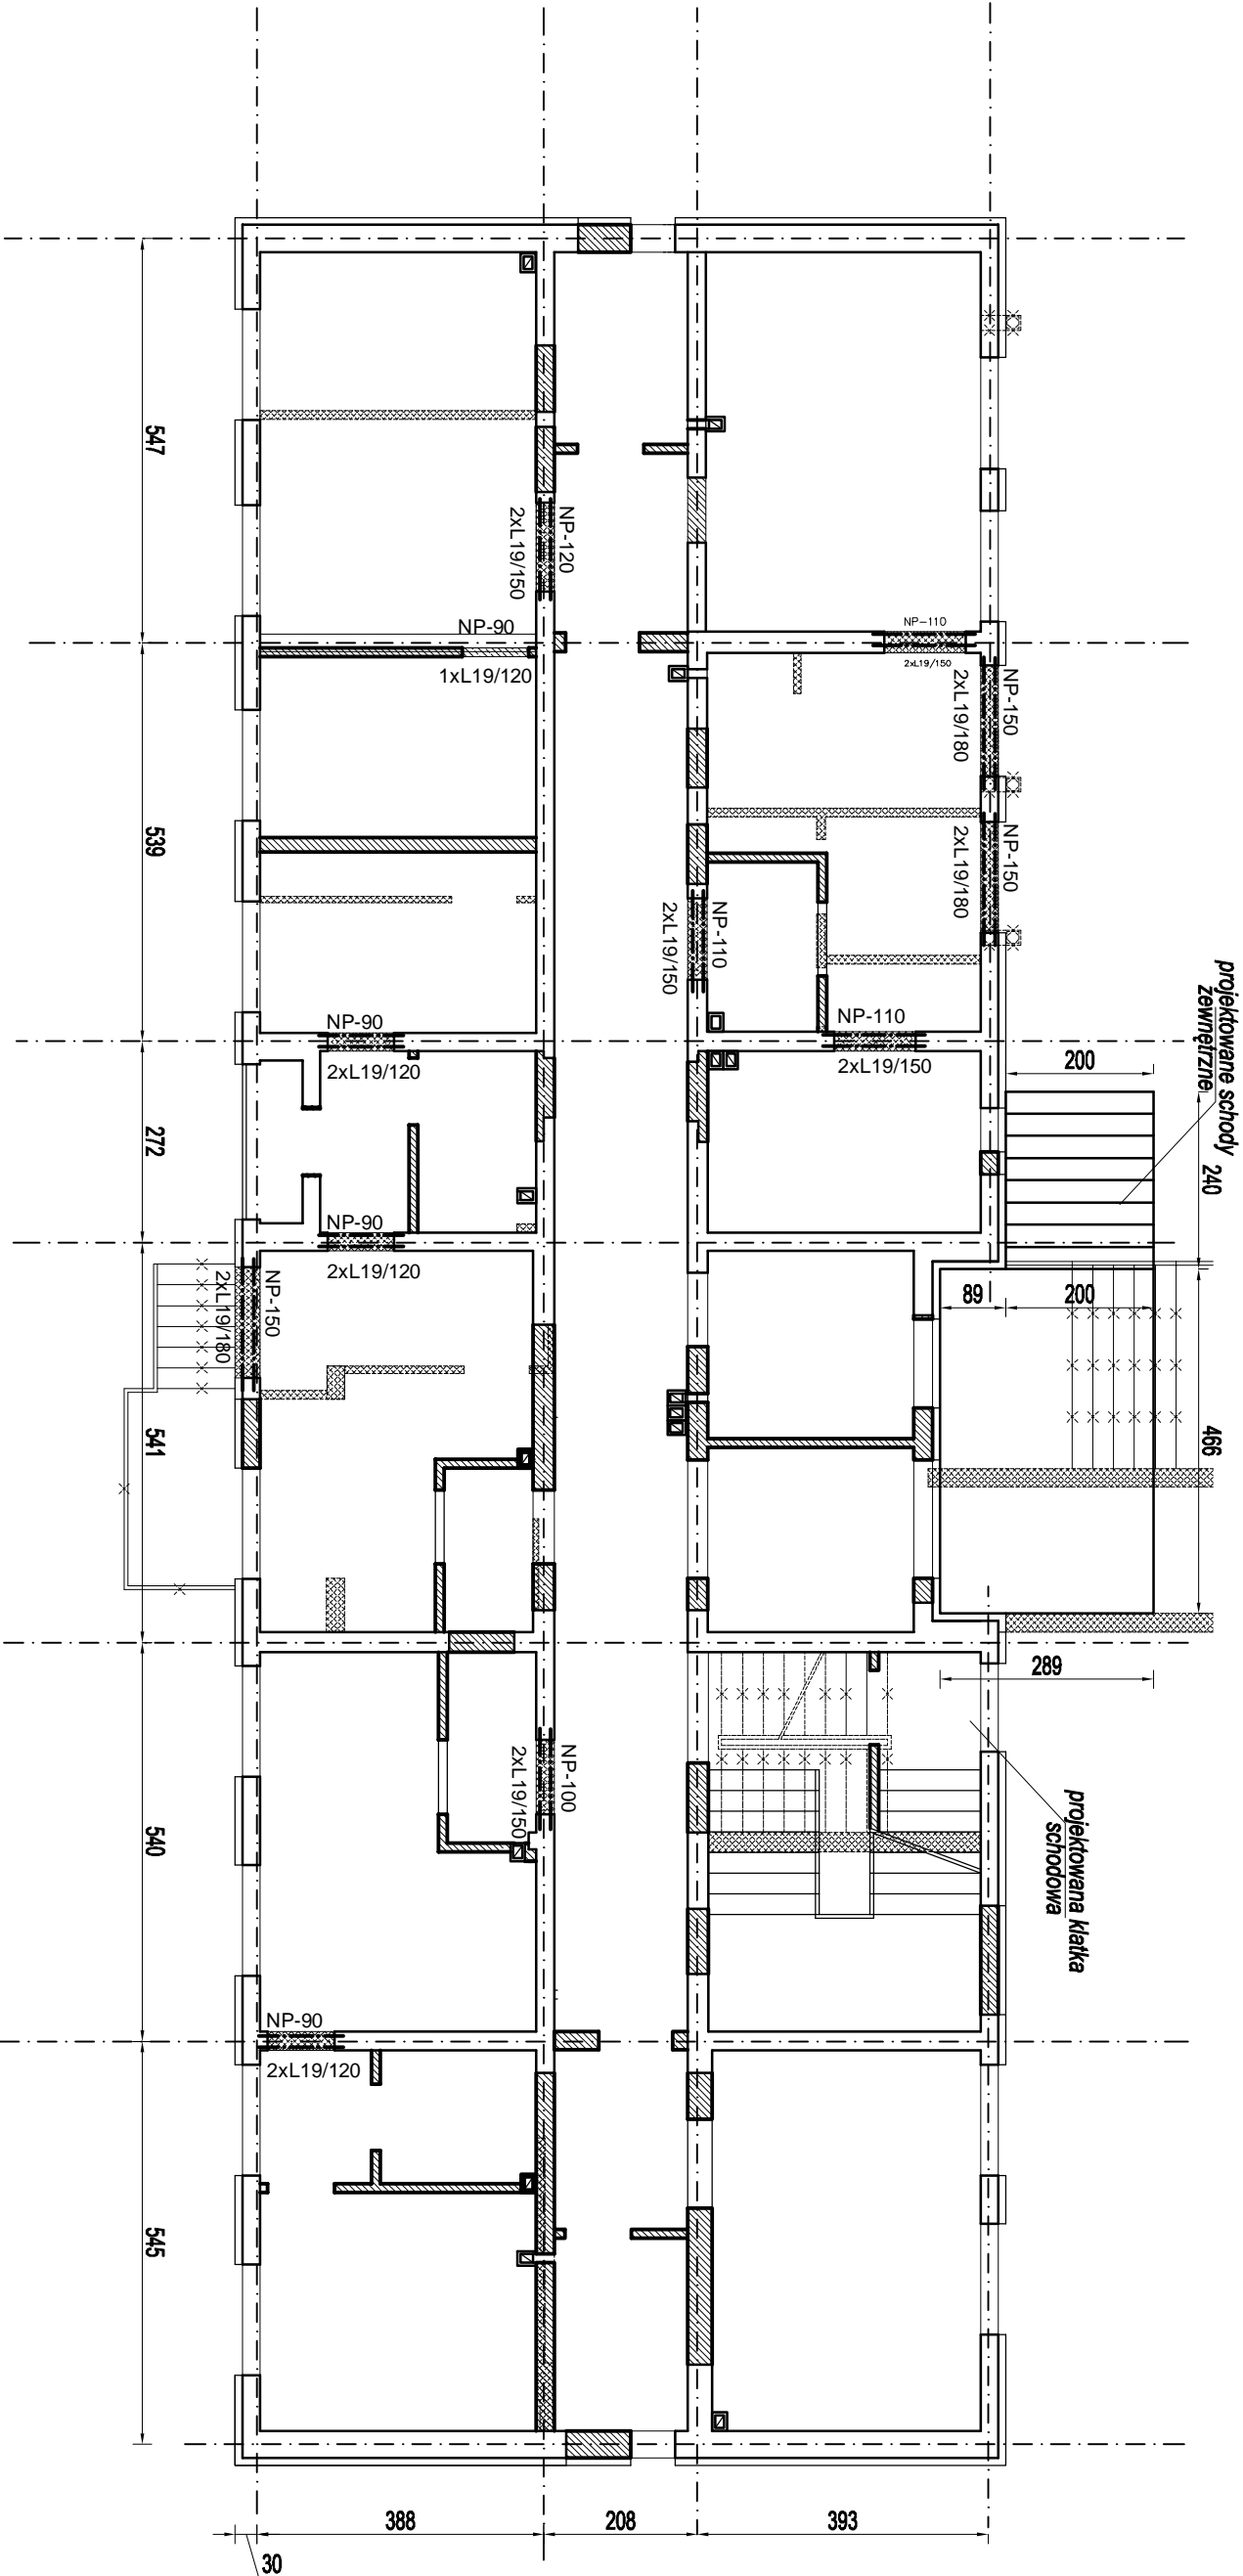 547
539
272
541
540
545
NP-120
2xL19/150
NP-90
1xL19/120
NP-110
2xL19/150
NP-150
2xL19/180
NP-150
2xL19/180
NP-110
2xL19/150
NP-110
2xL19/150
NP-90
2xL19/120
NP-90
2xL19/120
NP-150
2xL19/180
projektowane schody
żewnętrzne
200
240
89
200
466
289
projektowana klatka
schodowa
NP-100
2xL19/150
NP-90
2xL19/120
388
208
393
30